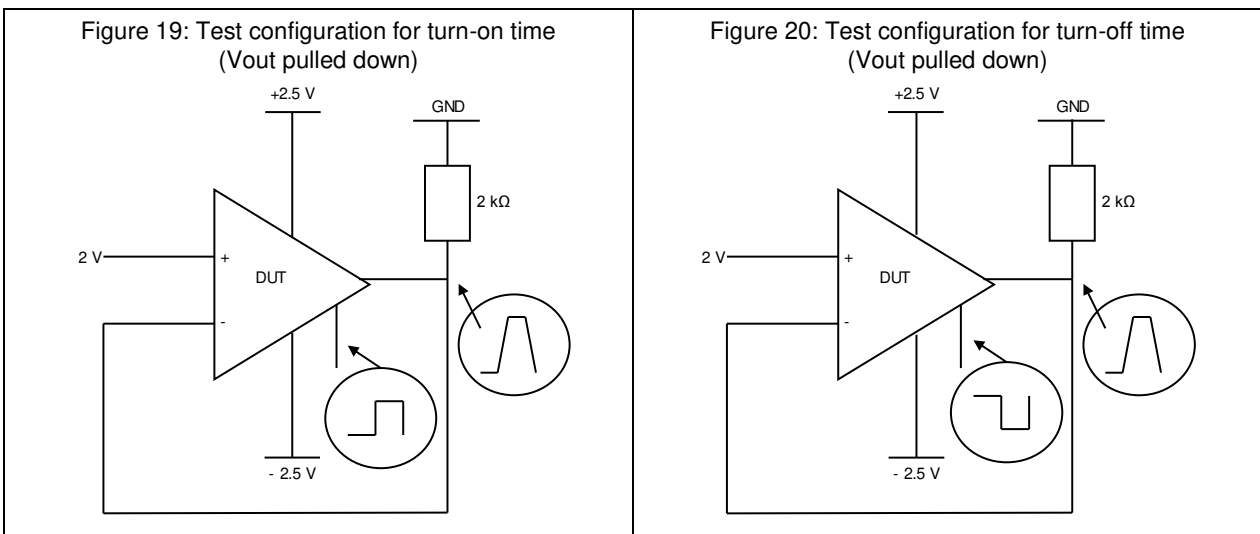 Figure 19: Test configuration for turn-on time
(Vout pulled down)
+2.5 V
GND
2 kΩ
2 V
+
DUT
-
- 2.5 V
Figure 20: Test configuration for turn-off time
(Vout pulled down)
+2.5 V
GND
2 kΩ
2 V
+
DUT
-
- 2.5 V